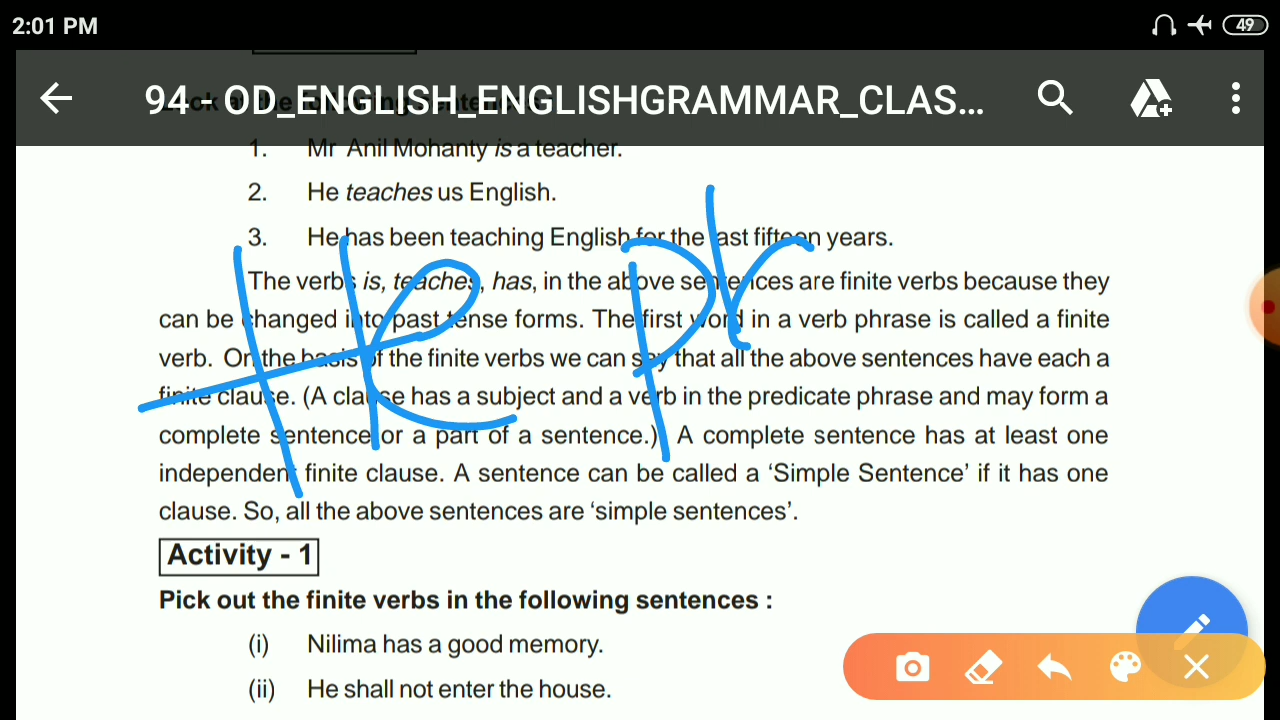 2:01 PM 49
94 - OD_ENGLISH_ENGLISHGRAMMAR_CLAS...
1. Mr Anil Mohanty is a teacher.
2. He teaches us English.
3. He has been teaching English for the last fifteen years.
The verbs is, teaches, has, in the above sentences are finite verbs because they
can be changed into past tense forms. The first word in a verb phrase is called a finite
verb. On the basis of the finite verbs we can say that all the above sentences have each a
finite clause. (A clause has a subject and a verb in the predicate phrase and may form a
complete sentence or a part of a sentence.) A complete sentence has at least one
independent finite clause. A sentence can be called a ‘Simple Sentence’ if it has one
clause. So, all the above sentences are ‘simple sentences’.
Activity - 1
Pick out the finite verbs in the following sentences :
(i) Nilima has a good memory.
(ii) He shall not enter the house.